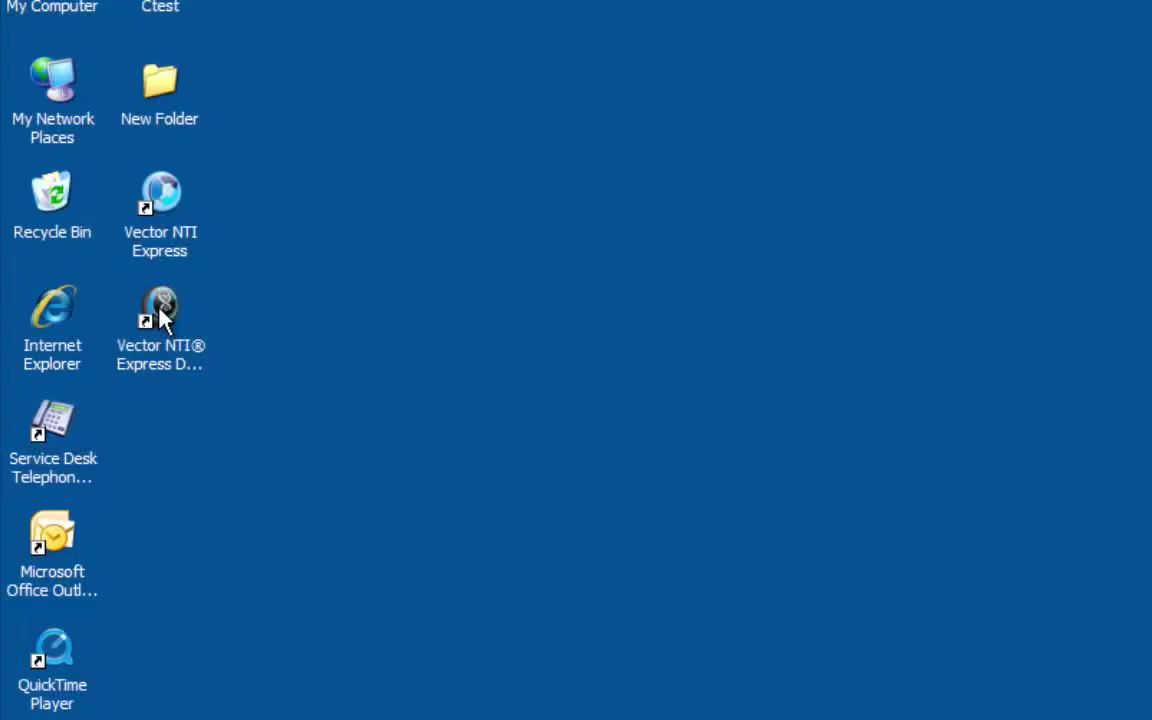 My Computer
Ctest
My Network
Places
New Folder
Recycle Bin
Vector NTI
Express
Internet
Explorer
Vector NTI®
Express D...
Service Desk
Telephon...
Microsoft
Office Outl...
QuickTime
Player